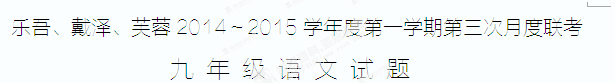 乐吾、戴泽、芙蓉 2014～2015 学年度第一学期第三次月度联考
九 年 级 语 文 试 题